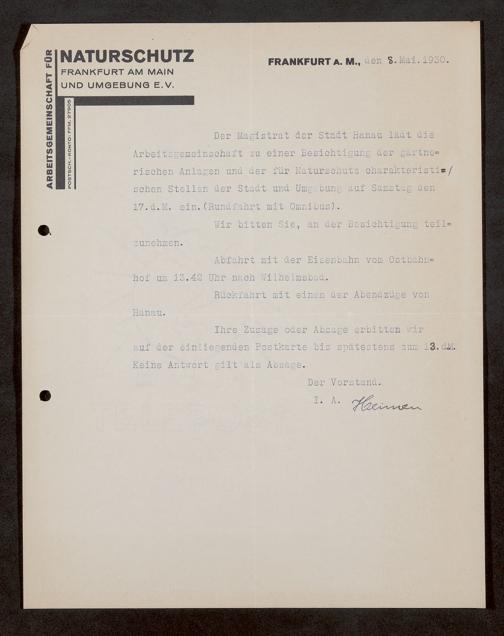 ARBEITSGEMEINSCHAFT FÜR
NATURSCHUTZ
FRANKFURT AM MAIN
UND UMGEBUNG E.V.
POSTSCH.-KONTO: FFM. 27905
FRANKFURT A. M., den 8.Mai.1930.
Der Magistrat der Stadt Hanau lädt die
Arbeitsgemeinschaft zu einer Besichtigung der gärtne=
rischen Anlagen und der für Naturschutz charakteristi=/
schen Stellen der Stadt und Umgebung auf Samstag den
17.d.M. ein.(Rundfahrt mit Omnibus).
Wir bitten Sie, an der Besichtigung teil=
zunehmen.
Abfahrt mit der Eisenbahn vom Ostbahn=
hof um 13.42 Uhr nach Wilhelmsbad.
Rückfahrt mit einem der Abendzüge von
Hanau.
Ihre Zusage oder Absage erbitten wir
auf der einliegenden Postkarte bis spätestens zum 13.dM.
Keine Antwort gilt als Absage.
Der Vorstand.
I. A.